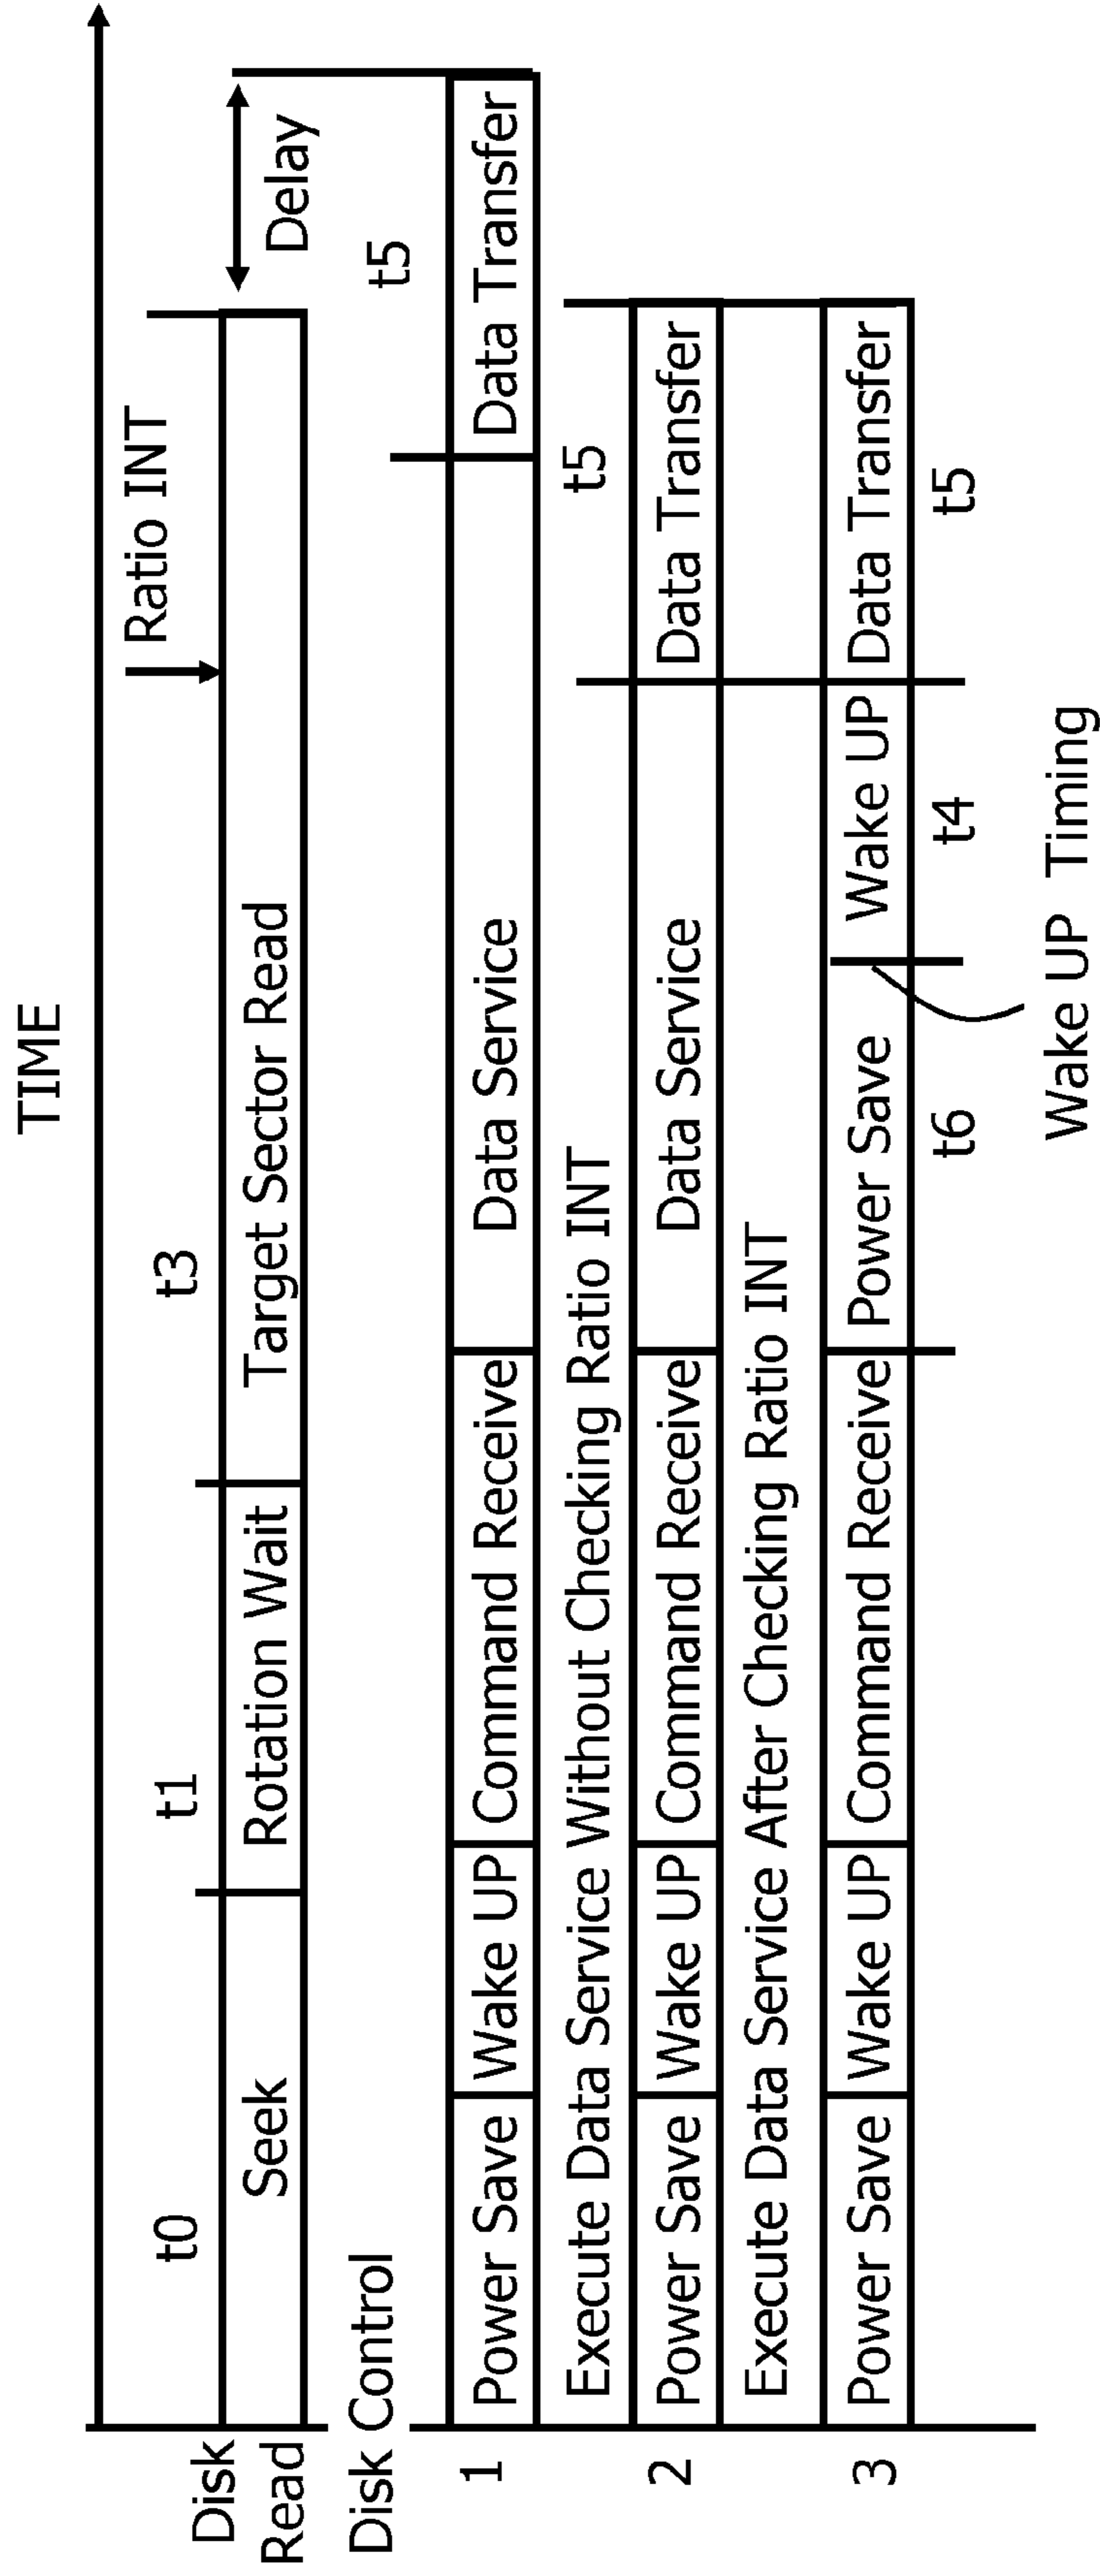 TIME
Ratio INT
t0
t1
t3
Disk
Read
Seek
Rotation Wait
Target Sector Read
Delay
Disk Control
t5
1
Power Save
Wake UP
Command Receive
Data Service
Data Transfer
Execute Data Service Without Checking Ratio INT
t5
2
Power Save
Wake UP
Command Receive
Data Service
Data Transfer
Execute Data Service After Checking Ratio INT
3
Power Save
Wake UP
Command Receive
Power Save
Wake UP
Data Transfer
t6
t4
t5
Wake UP Timing